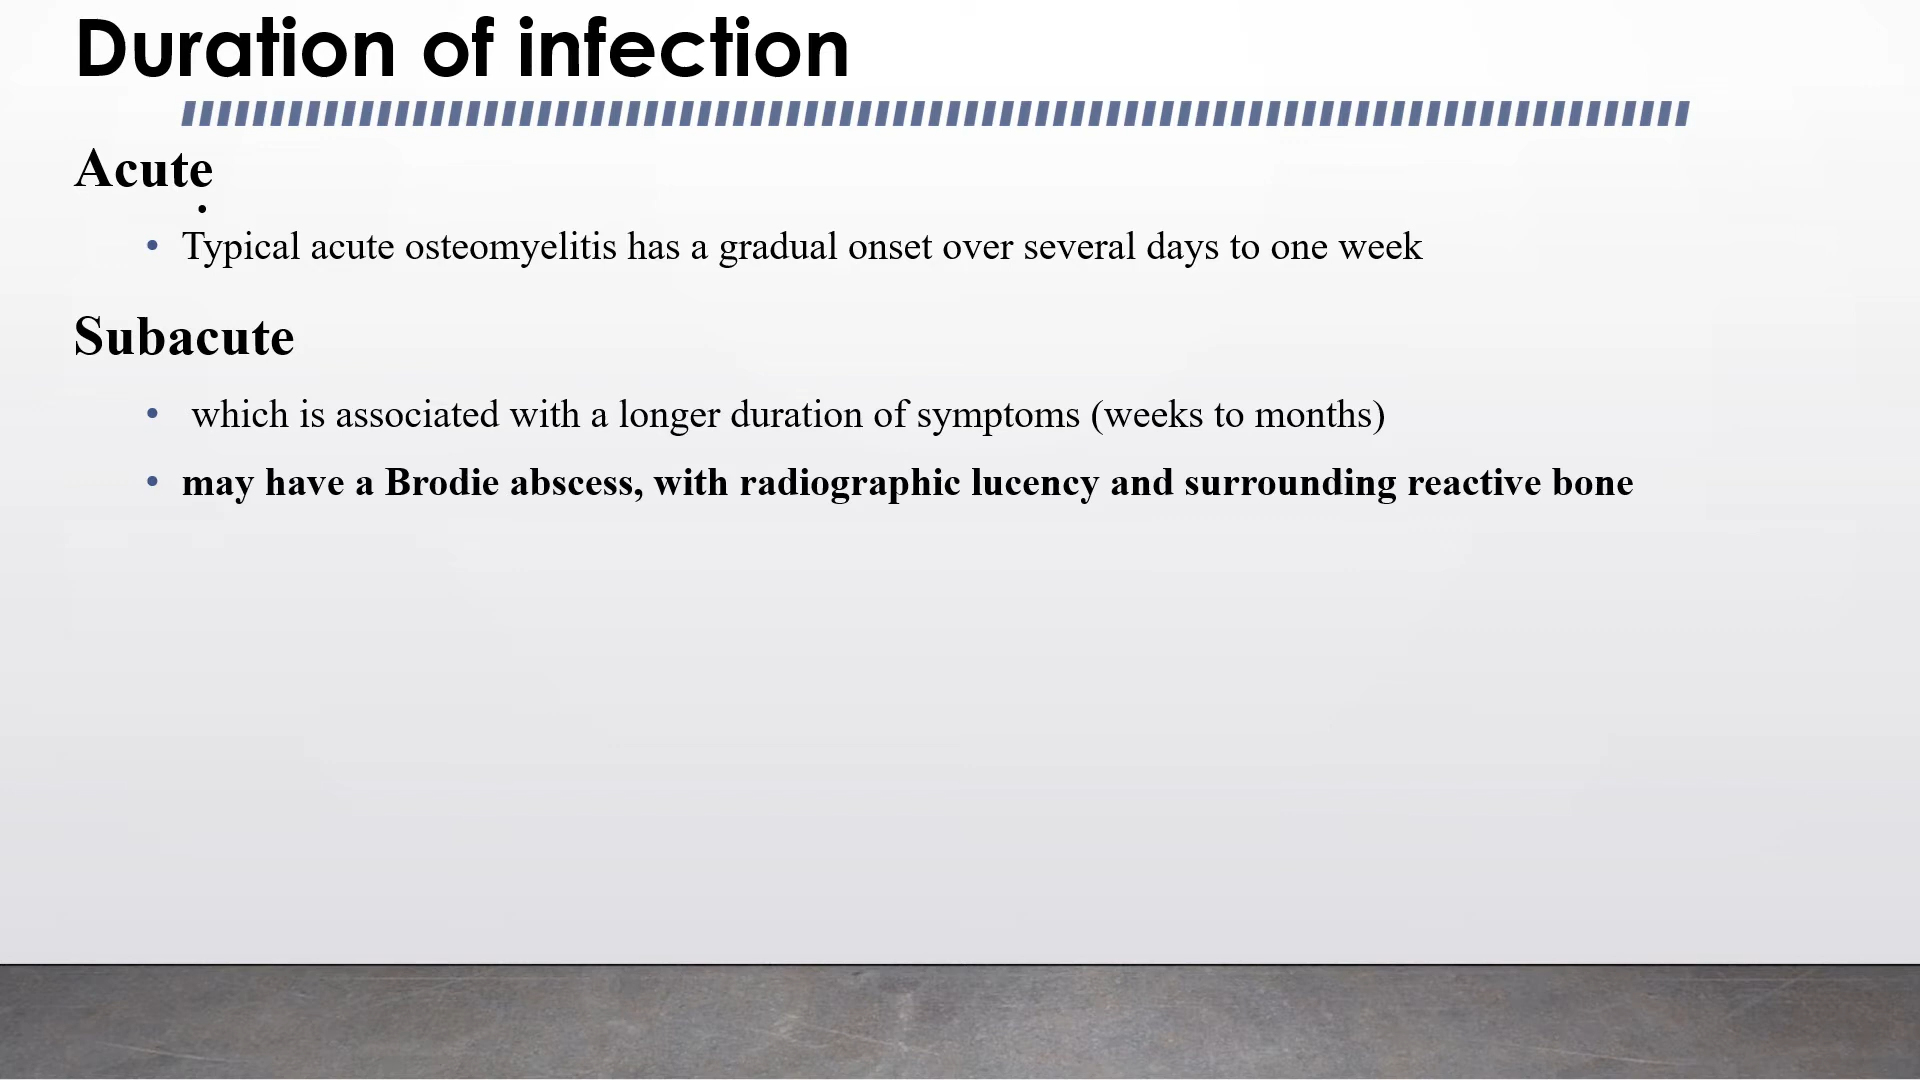 Duration of infection
Acute
.
• Typical acute osteomyelitis has a gradual onset over several days to one week
Subacute
• which is associated with a longer duration of symptoms (weeks to months)
• may have a Brodie abscess, with radiographic lucency and surrounding reactive bone